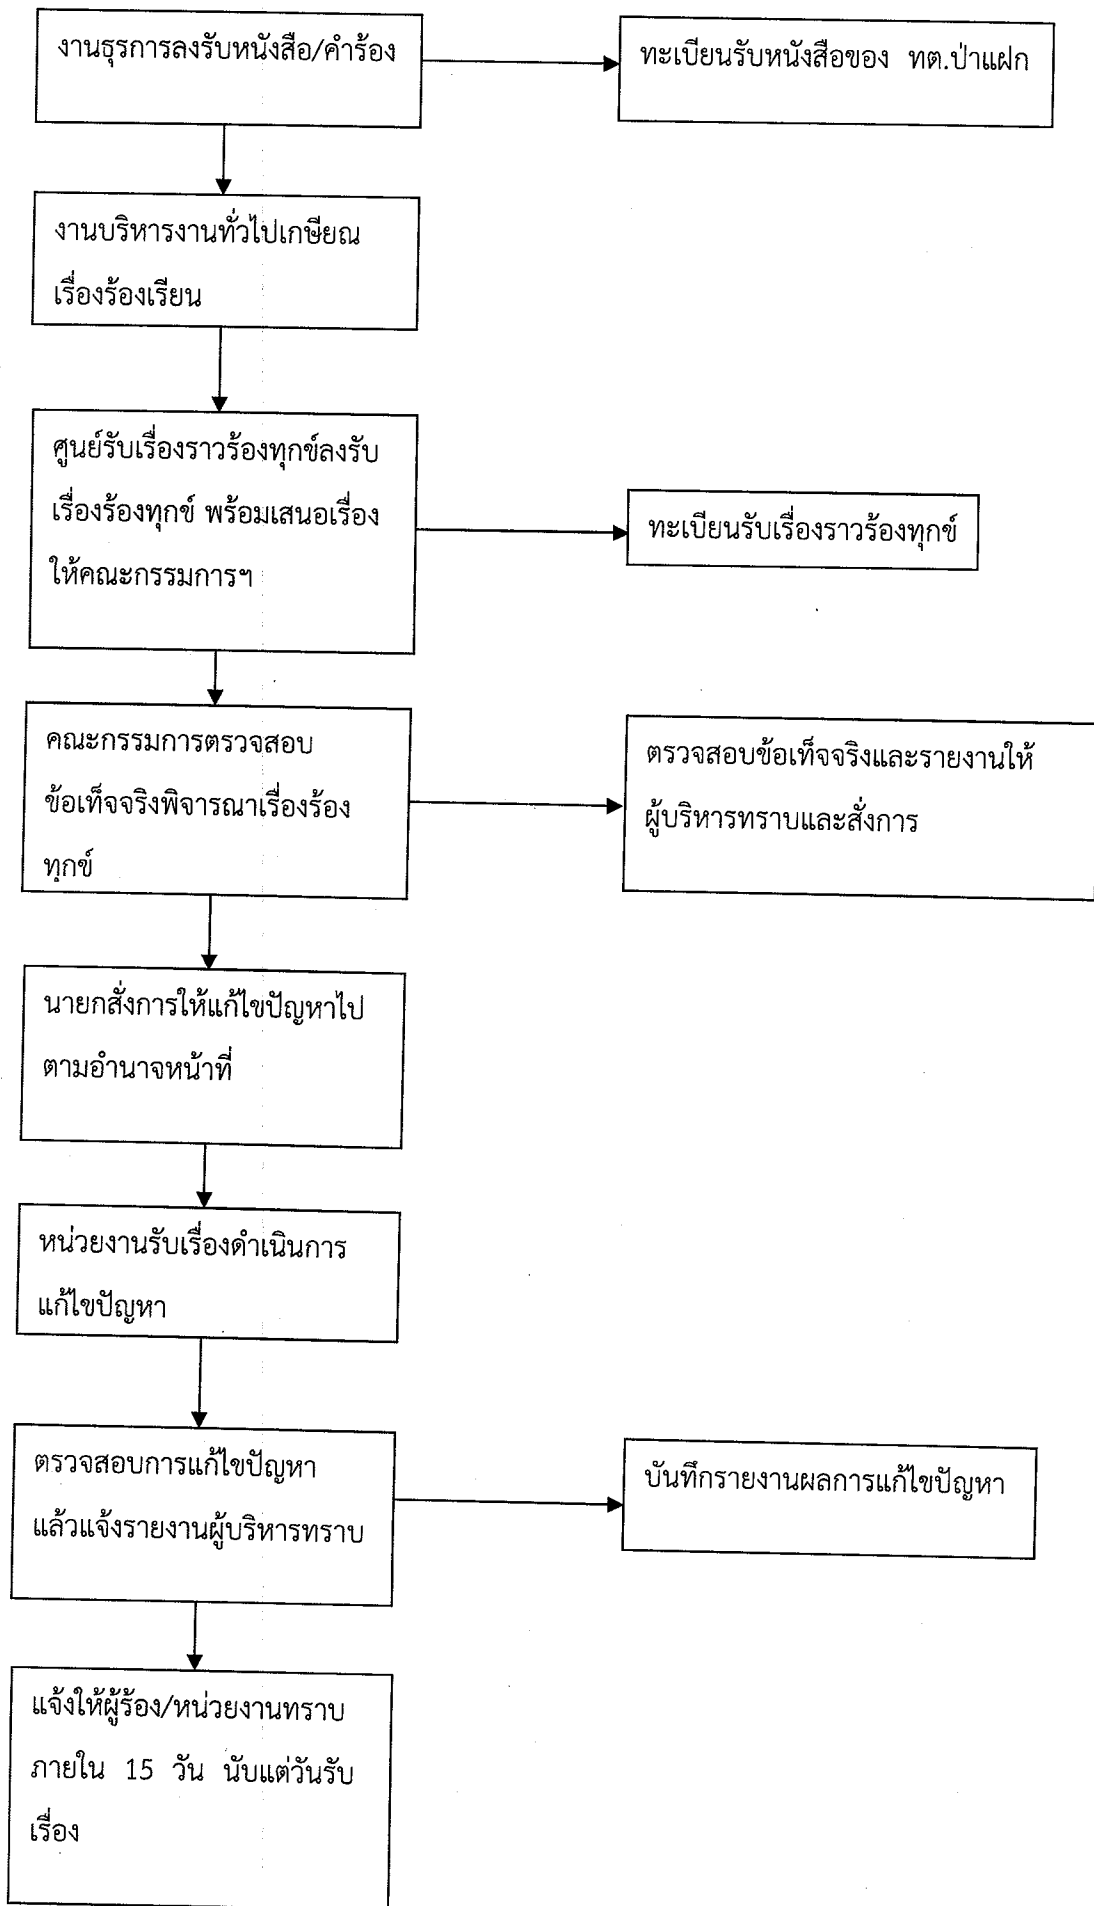 งานธุรการลงรับหนังสือ/คำร้อง
ทะเบียนรับหนังสือของ ทต.ป่าแฝก
งานบริหารงานทั่วไปเกษียณ
เรื่องร้องเรียน
ศูนย์รับเรื่องราวร้องทุกข์ลงรับ
เรื่องร้องทุกข์ พร้อมเสนอเรื่อง
ให้คณะกรรมการฯ
ทะเบียนรับเรื่องราวร้องทุกข์
คณะกรรมการตรวจสอบ
ข้อเท็จจริงพิจารณาเรื่องร้อง
ทุกข์
ตรวจสอบข้อเท็จจริงและรายงานให้
ผู้บริหารทราบและสั่งการ
นายกสั่งการให้แก้ไขปัญหาไป
ตามอำนาจหน้าที่
หน่วยงานรับเรื่องดำเนินการ
แก้ไขปัญหา
ตรวจสอบการแก้ไขปัญหา
แล้วแจ้งรายงานผู้บริหารทราบ
บันทึกรายงานผลการแก้ไขปัญหา
แจ้งให้ผู้ร้อง/หน่วยงานทราบ
ภายใน 15 วัน นับแต่วันรับ
เรื่อง